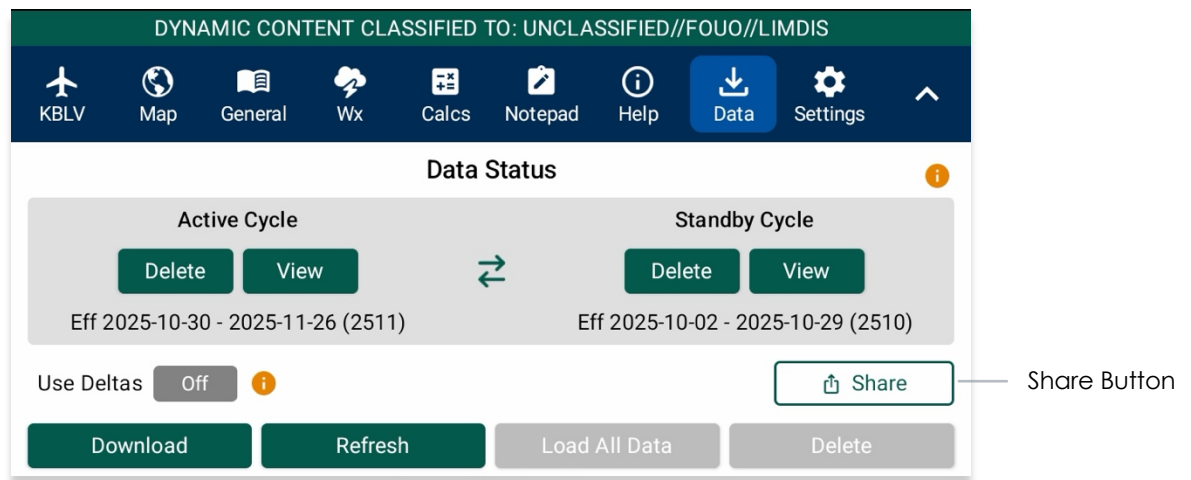 DYNAMIC CONTENT CLASSIFIED TO: UNCLASSIFIED//FOUO//LIMDIS
KBLV Map General Wx Calcs Notepad Help Data Settings
Data Status
Active Cycle Standby Cycle
Delete View Delete View
Eff 2025-10-30 - 2025-11-26 (2511) Eff 2025-10-02 - 2025-10-29 (2510)
Use Deltas Off Share Share Button
Download Refresh Load All Data Delete